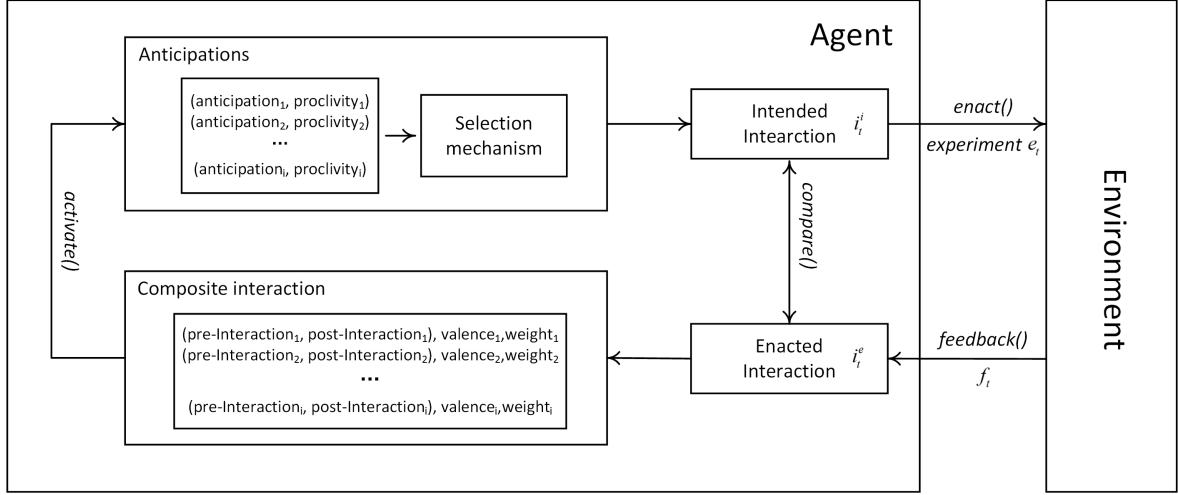 Agent
Anticipations
(anticipation₁, proclivity₁)
(anticipation₂, proclivity₂)
...
(anticipationᵢ, proclivityᵢ)
Selection
mechanism
Intended
Intearction
iₜⁱ
enact()
experiment eₜ
activate()
compare()
Environment
Composite interaction
(pre-Interaction₁, post-Interaction₁), valence₁,weight₁
(pre-Interaction₂, post-Interaction₂), valence₂,weight₂
...
(pre-Interactionᵢ, post-Interactionᵢ), valenceᵢ,weightᵢ
Enacted
Interaction
iₜᵉ
feedback()
fₜ